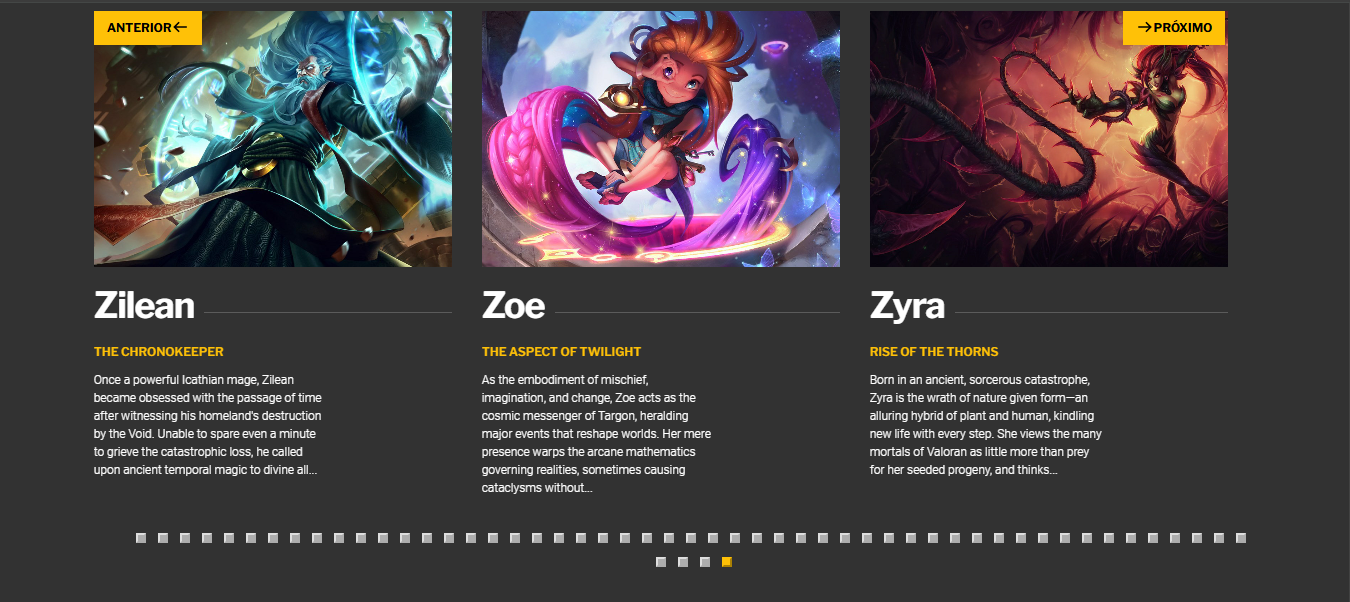 ANTERIOR←
→PRÓXIMO
Zilean
THE CHRONOKEEPER
Once a powerful Icathian mage, Zilean
became obsessed with the passage of time
after witnessing his homeland's destruction
by the Void. Unable to spare even a minute
to grieve the catastrophic loss, he called
upon ancient temporal magic to divine all...
Zoe
THE ASPECT OF TWILIGHT
As the embodiment of mischief,
imagination, and change, Zoe acts as the
cosmic messenger of Targon, heralding
major events that reshape worlds. Her mere
presence warps the arcane mathematics
governing realities, sometimes causing
cataclysms without...
Zyra
RISE OF THE THORNS
Born in an ancient, sorcerous catastrophe,
Zyra is the wrath of nature given form—an
alluring hybrid of plant and human, kindling
new life with every step. She views the many
mortals of Valoran as little more than prey
for her seeded progeny, and thinks...